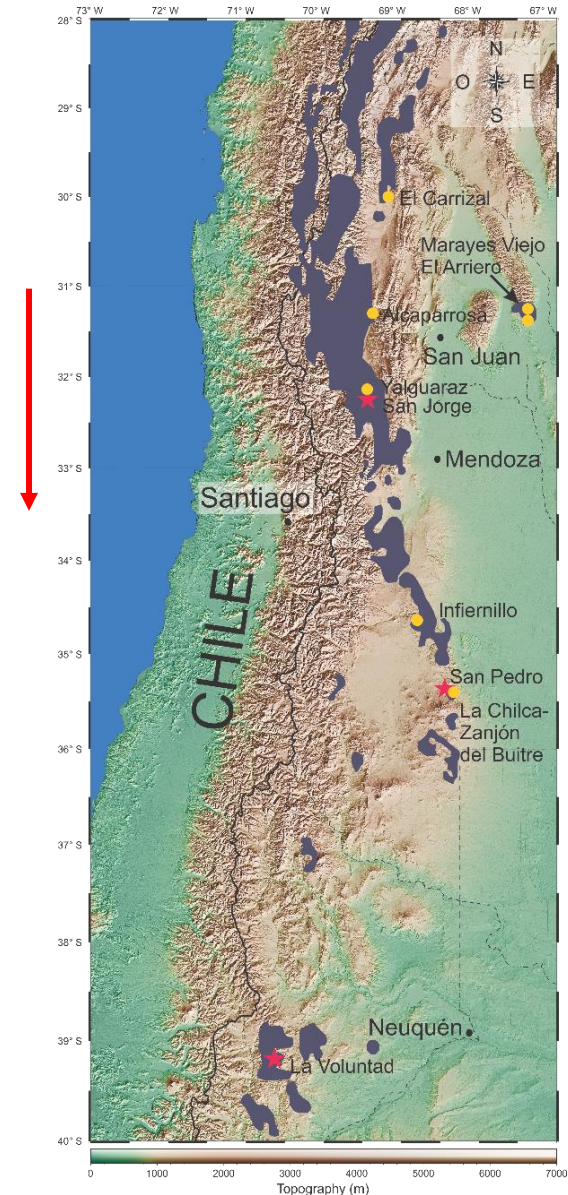 73° W 72° W 71° W 70° W 69° W 68° W 67° W
28° S
N
O E
S
29° S
30° S
El Carrizal
Marayes Viejo
El Arriero
31° S
Alcaparrosa
San Juan
32° S
Yalguaraz
San Jorge
33° S
Mendoza
Santiago
34° S
CHILE
Infiernillo
35° S
San Pedro
La Chilca-
Zanjón
del Buitre
36° S
37° S
38° S
39° S
Neuquén
La Voluntad
40° S
0 1000 2000 3000 4000 5000 6000 7000
Topography (m)